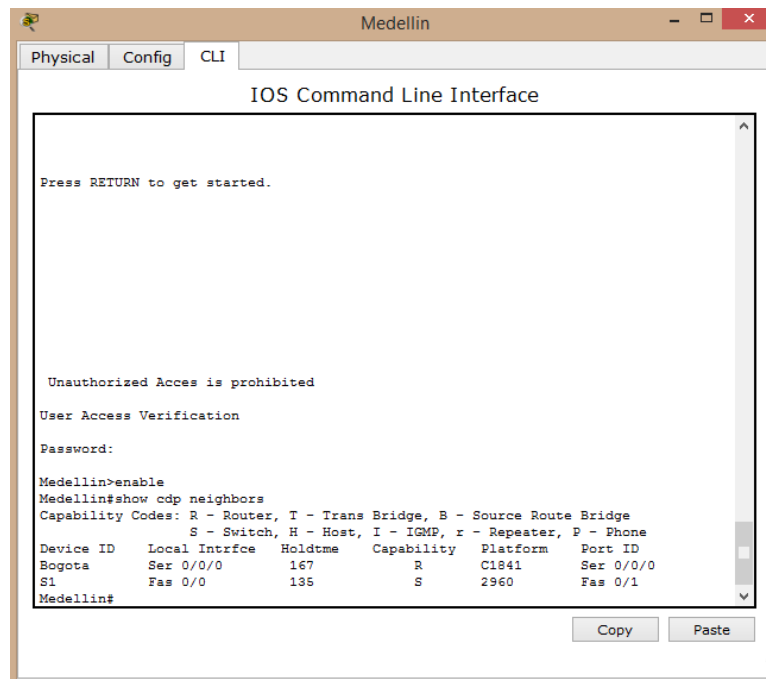 Medellin
Physical Config CLI
IOS Command Line Interface
Press RETURN to get started.
Unauthorized Acces is prohibited
User Access Verification
Password:
Medellin>enable
Medellin#show cdp neighbors
Capability Codes: R - Router, T - Trans Bridge, B - Source Route Bridge
S - Switch, H - Host, I - IGMP, r - Repeater, P - Phone
Device ID Local Intrfce Holdtme Capability Platform Port ID
Bogota Ser 0/0/0 167 R C1841 Ser 0/0/0
S1 Fas 0/0 135 S 2960 Fas 0/1
Medellin#
Copy Paste